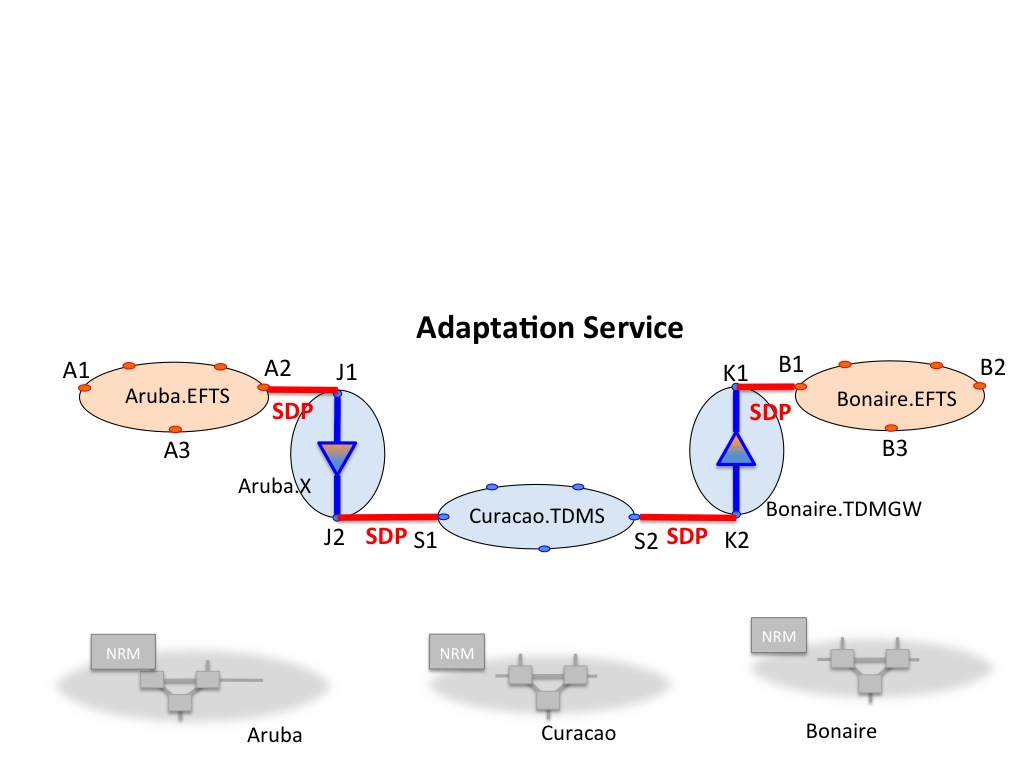 Adaptation Service
A1
A2
J1
K1
B1
B2
Aruba.EFTS
Bonaire.EFTS
SDP
SDP
A3
B3
Aruba.X
Bonaire.TDMGW
Curacao.TDMS
J2
SDP
S1
S2
SDP
K2
NRM
NRM
NRM
Aruba
Curacao
Bonaire